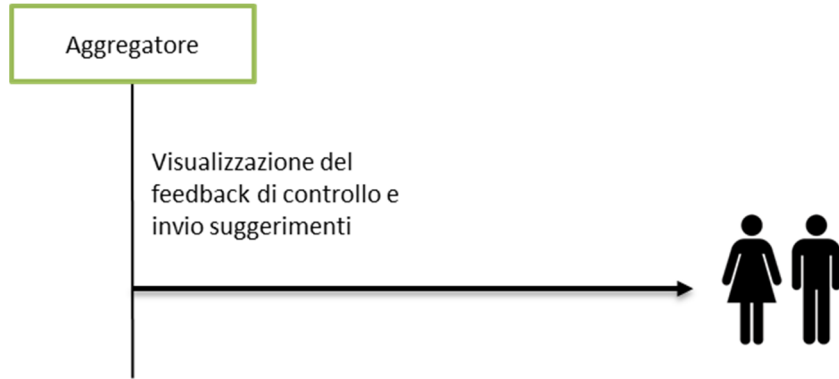 Aggregatore
Visualizzazione del
feedback di controllo e
invio suggerimenti